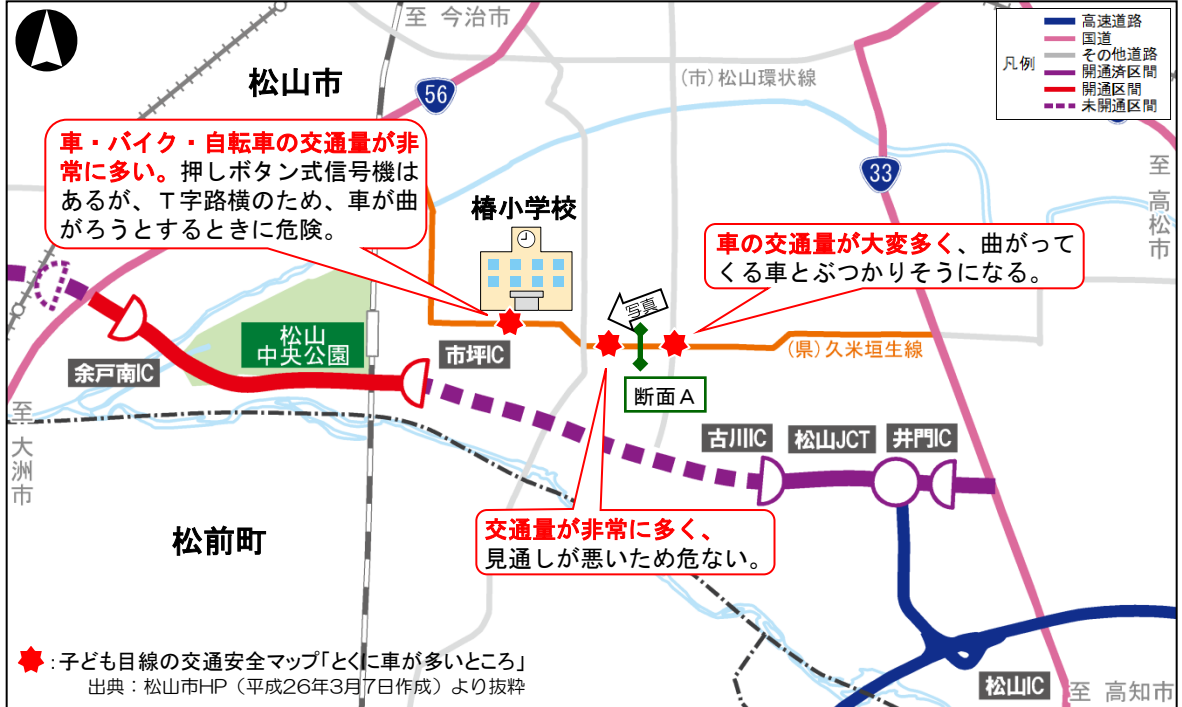 至 今治市
高速道路
国道
その他道路
開通済区間
開通区間
未開通区間
凡例
松山市
(市)松山環状線
56
車・バイク・自転車の交通量が非
常に多い。押しボタン式信号機は
あるが、T字路横のため、車が曲
がろうとするときに危険。
33
至 高松市
椿小学校
車の交通量が大変多く、曲がって
くる車とぶつかりそうになる。
写真
松山
中央公園
市坪IC
(県)久米垣生線
余戸南IC
断面A
至 大洲市
古川IC
松山JCT
井門IC
交通量が非常に多く、
見通しが悪いため危ない。
松前町
:子ども目線の交通安全マップ「とくに車が多いところ」
出典:松山市HP(平成26年3月7日作成)より抜粋
松山IC
至 高知市